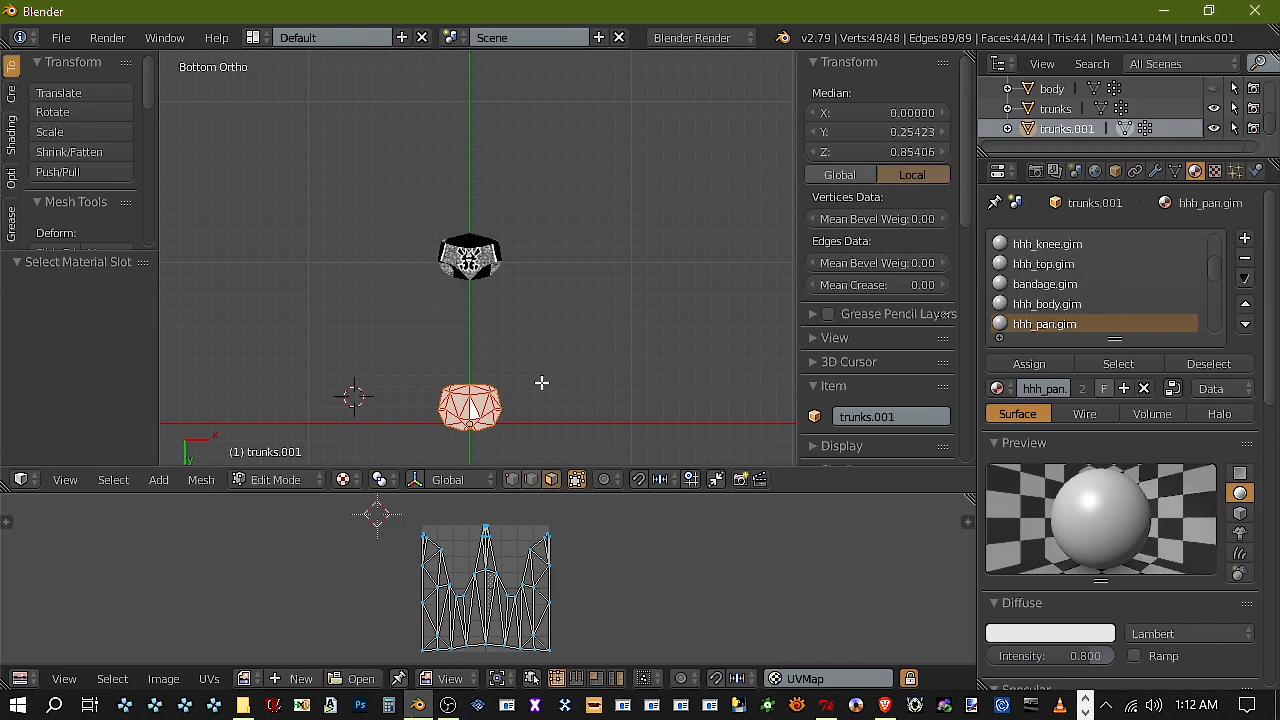 Blender
File Render Window Help Default Scene Blender Render v2.79 | Verts:48/48 | Edges:89/89 | Faces:44/44 | Tris:44 | Mem:141.04M | trunks.001
To
Cre
Shading
Opti
Grease
Transform
Translate
Rotate
Scale
Shrink/Fatten
Push/Pull
Mesh Tools
Deform:
Select Material Slot
Bottom Ortho
x
y
(1) trunks.001
View Select Add Mesh Edit Mode Global
Transform
Median:
X: 0.00000
Y: 0.25423
Z: 0.85406
Global Local
Vertices Data:
Mean Bevel Weig:0.00
Edges Data:
Mean Bevel Weig:0.00
Mean Crease: 0.00
Grease Pencil Layers
View
3D Cursor
Item
trunks.001
Display
View Search All Scenes
body
trunks
trunks.001
trunks.001 hhh_pan.gim
hhh_knee.gim
hhh_top.gim
bandage.gim
hhh_body.gim
hhh_pan.gim
Assign Select Deselect
hhh_pan. 2 F Data
Surface Wire Volume Halo
Preview
Diffuse
Lambert
Intensity: 0.800 Ramp
View Select Image UVs New Open View UVMap
Ps 1:12 AM